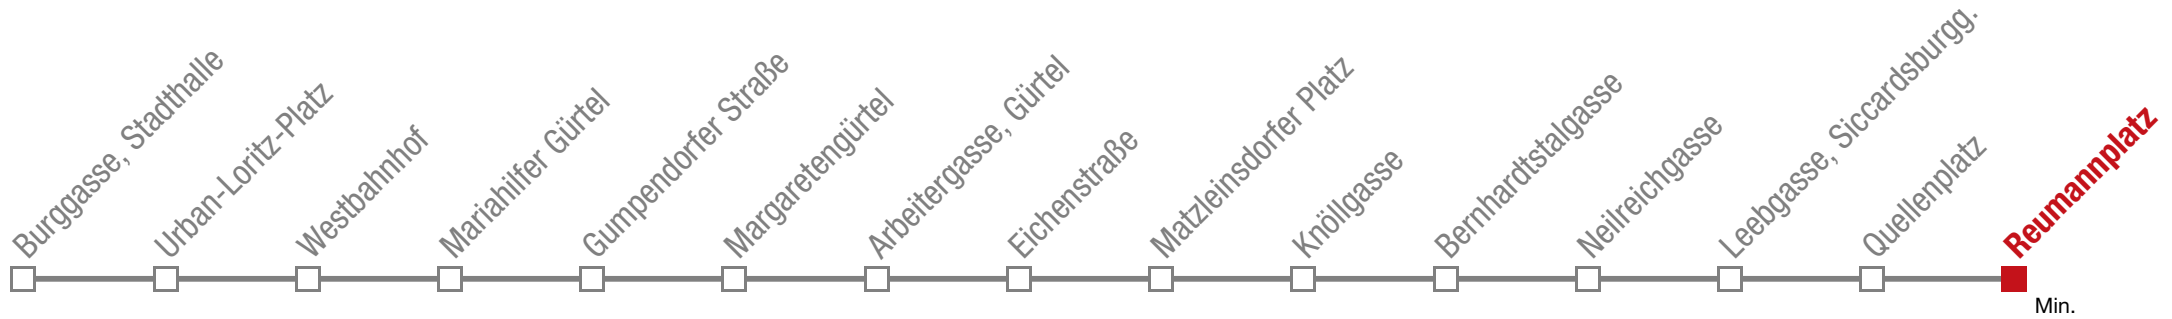 Burggasse, Stadthalle
Urban-Loritz-Platz
Westbahnhof
Mariahilfer Gürtel
Gumpendorfer Straße
Margaretengürtel
Arbeitergasse, Gürtel
Eichenstraße
Matzleinsdorfer Platz
Knöllgasse
Bernhardtstalgasse
Neilreichgasse
Leebgasse, Siccardsburgg.
Quellenplatz
Reumannplatz
Min.